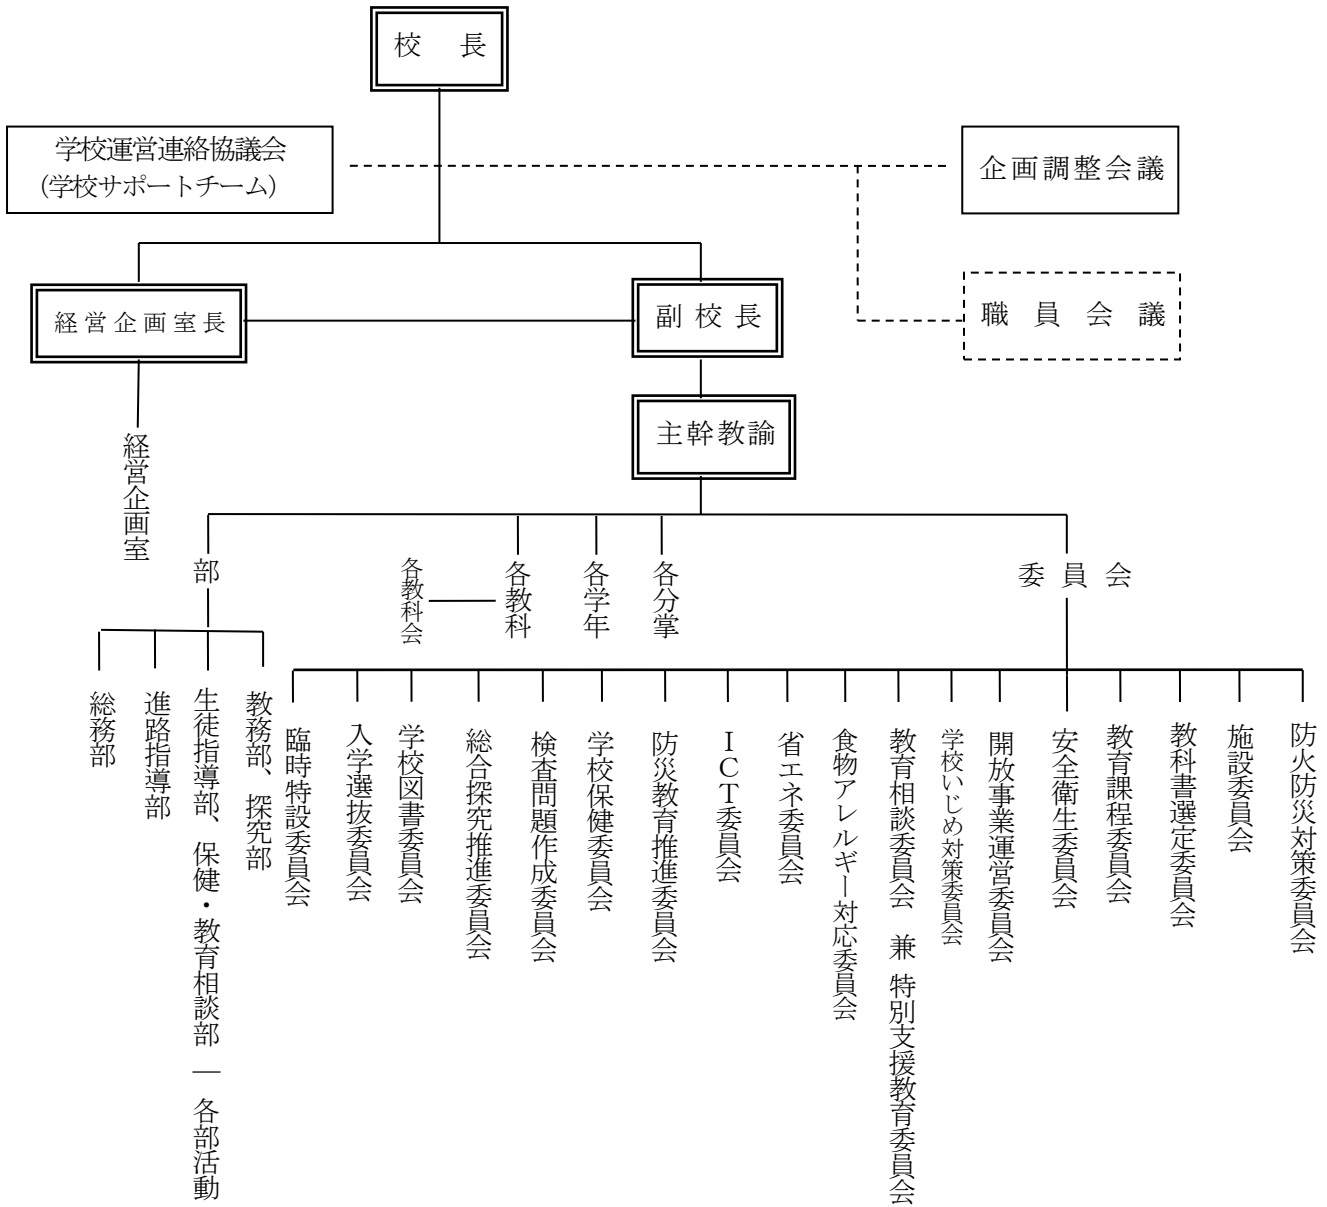 校　長
学校運営連絡協議会
（学校サポートチーム）
企画調整会議
経営企画室長
副校長
職員会議
主幹教諭
経営企画室
部
各教科会
各教科
各学年
各分掌
委員会
総務部
進路指導部
生徒指導部、保健・教育相談部 ― 各部活動
教務部、探究部
臨時特設委員会
入学選抜委員会
学校図書委員会
総合探究推進委員会
検査問題作成委員会
学校保健委員会
防災教育推進委員会
ＩＣＴ委員会
省エネ委員会
食物アレルギー対応委員会
教育相談委員会　兼　特別支援教育委員会
学校いじめ対策委員会
開放事業運営委員会
安全衛生委員会
教育課程委員会
教科書選定委員会
施設委員会
防火防災対策委員会